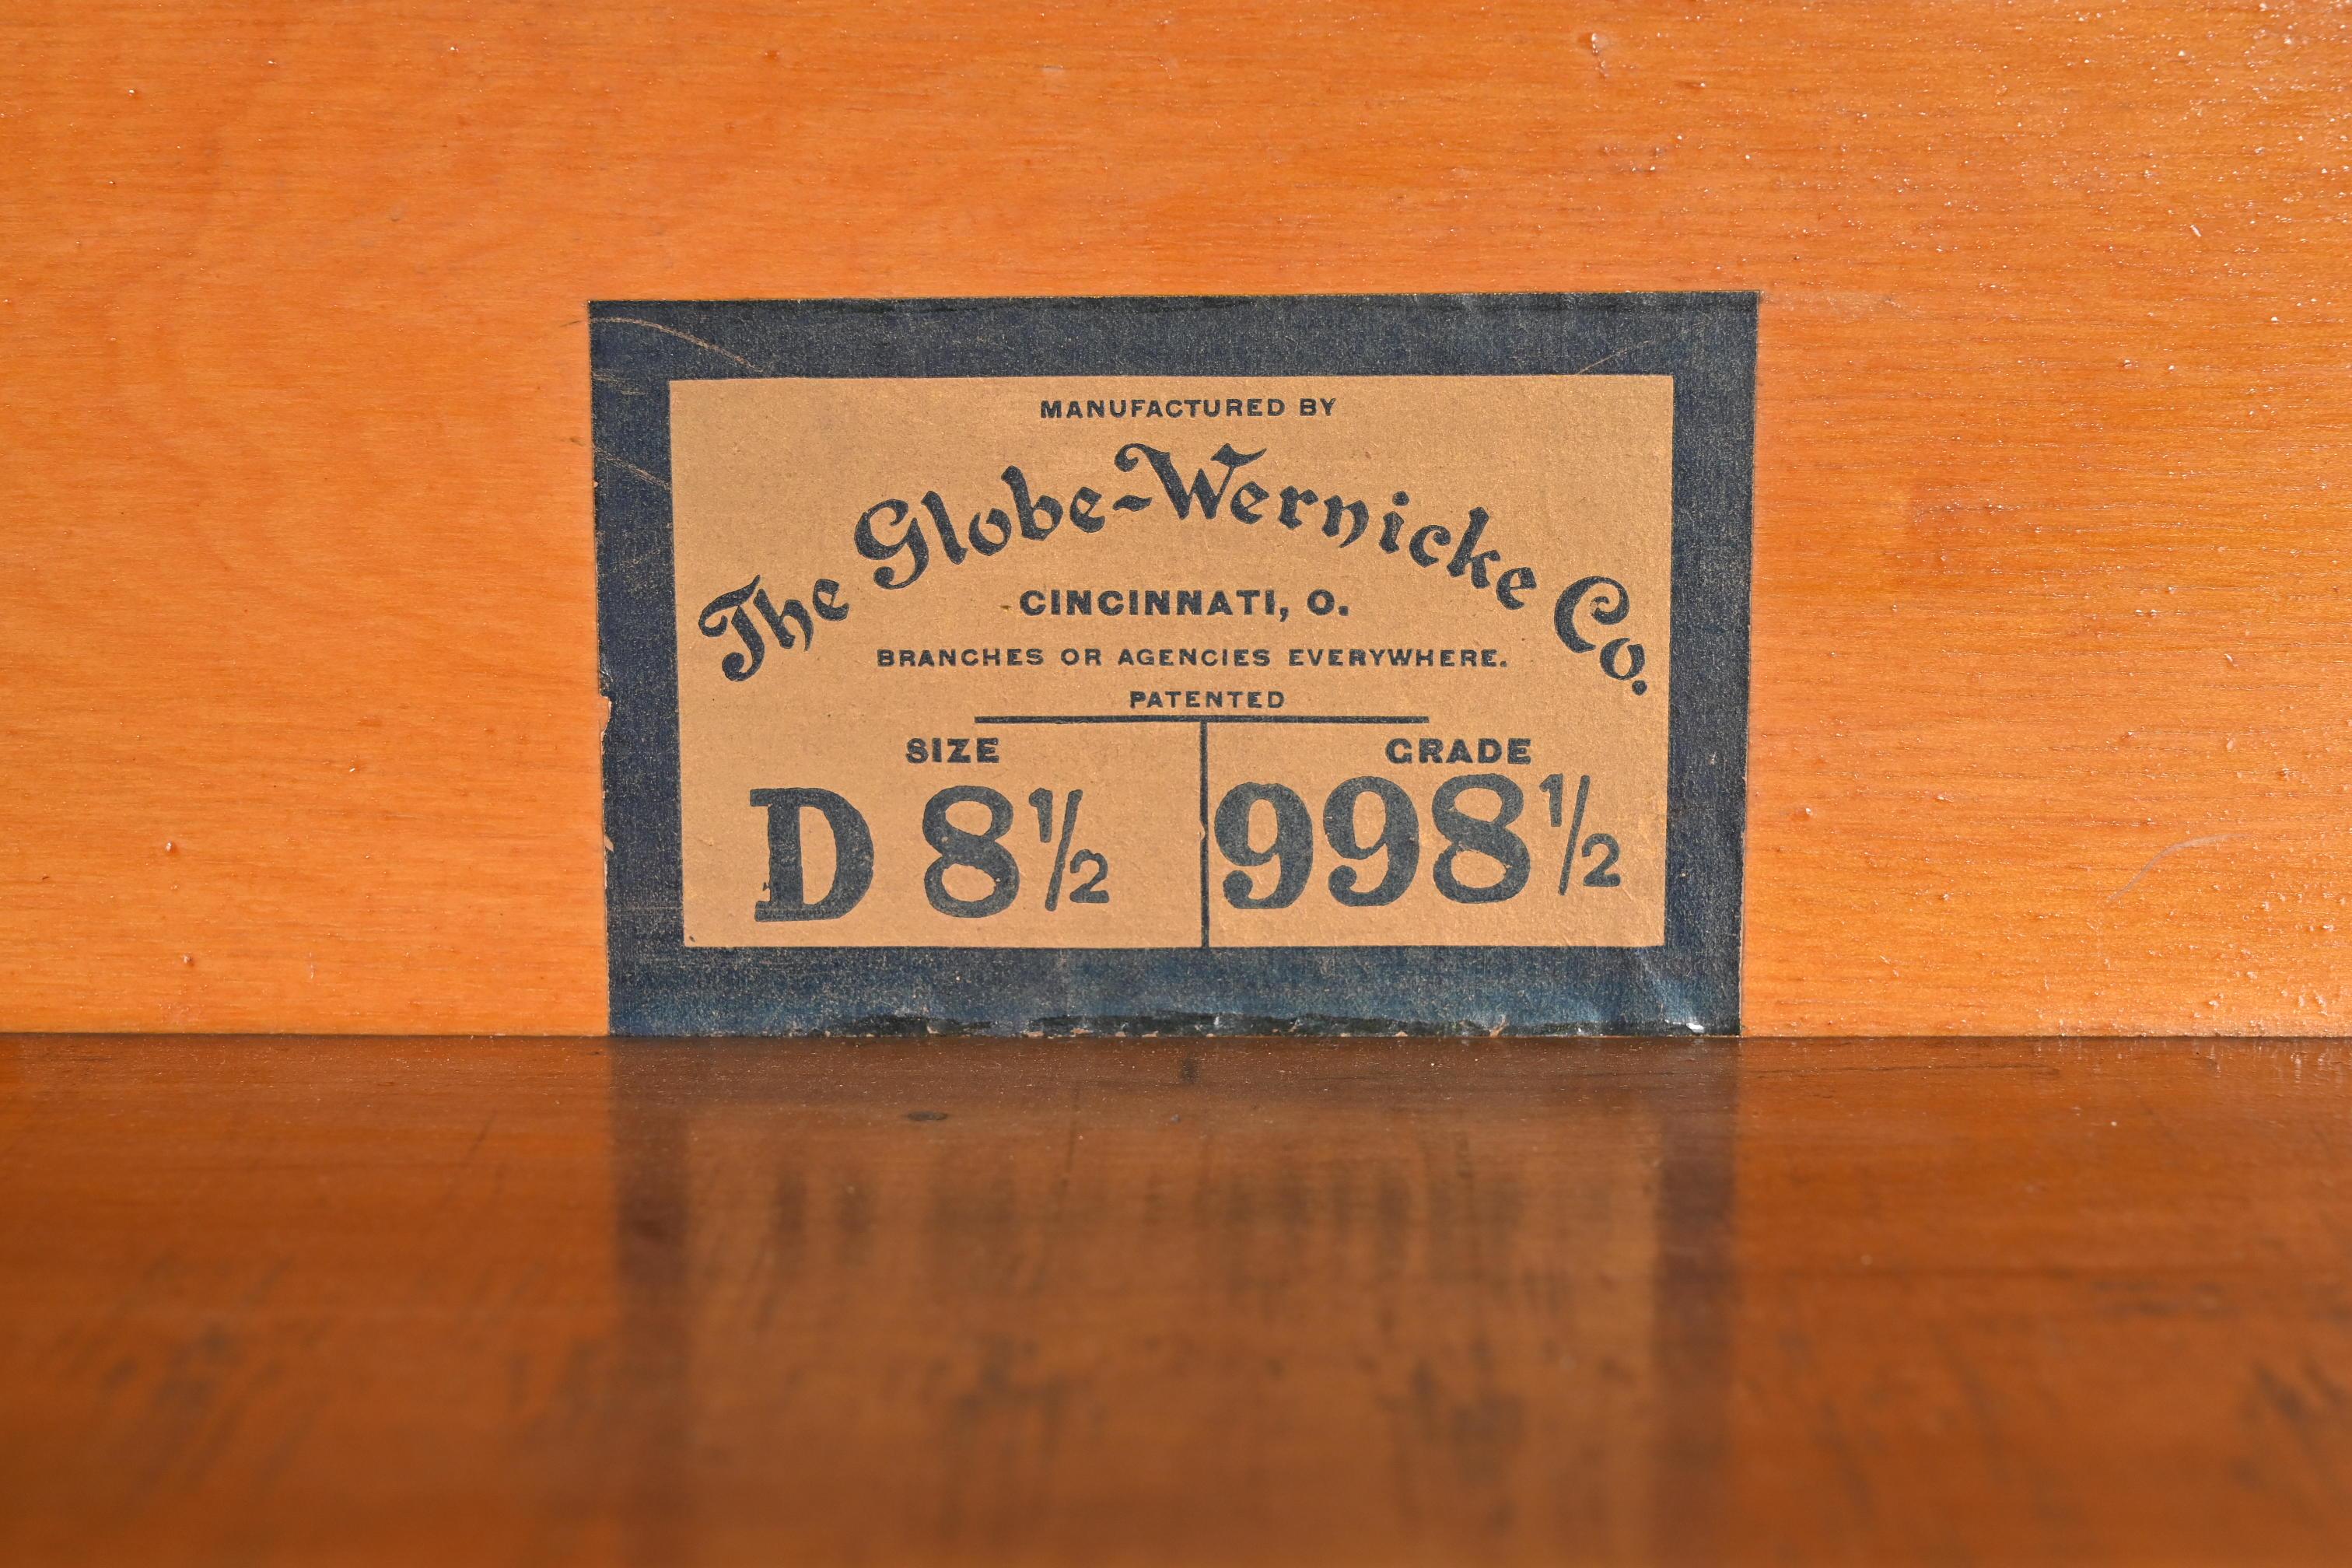 MANUFACTURED BY
The Globe-Wernicke Co.
CINCINNATI, O.
BRANCHES OR AGENCIES EVERYWHERE.
PATENTED
SIZE GRADE
D 8½ 998½